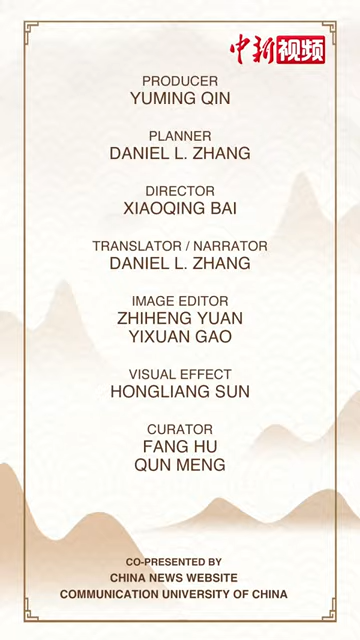 中新视频
PRODUCER
YUMING QIN
PLANNER
DANIEL L. ZHANG
DIRECTOR
XIAOQING BAI
TRANSLATOR / NARRATOR
DANIEL L. ZHANG
IMAGE EDITOR
ZHIHENG YUAN
YIXUAN GAO
VISUAL EFFECT
HONGLIANG SUN
CURATOR
FANG HU
QUN MENG
CO-PRESENTED BY
CHINA NEWS WEBSITE
COMMUNICATION UNIVERSITY OF CHINA